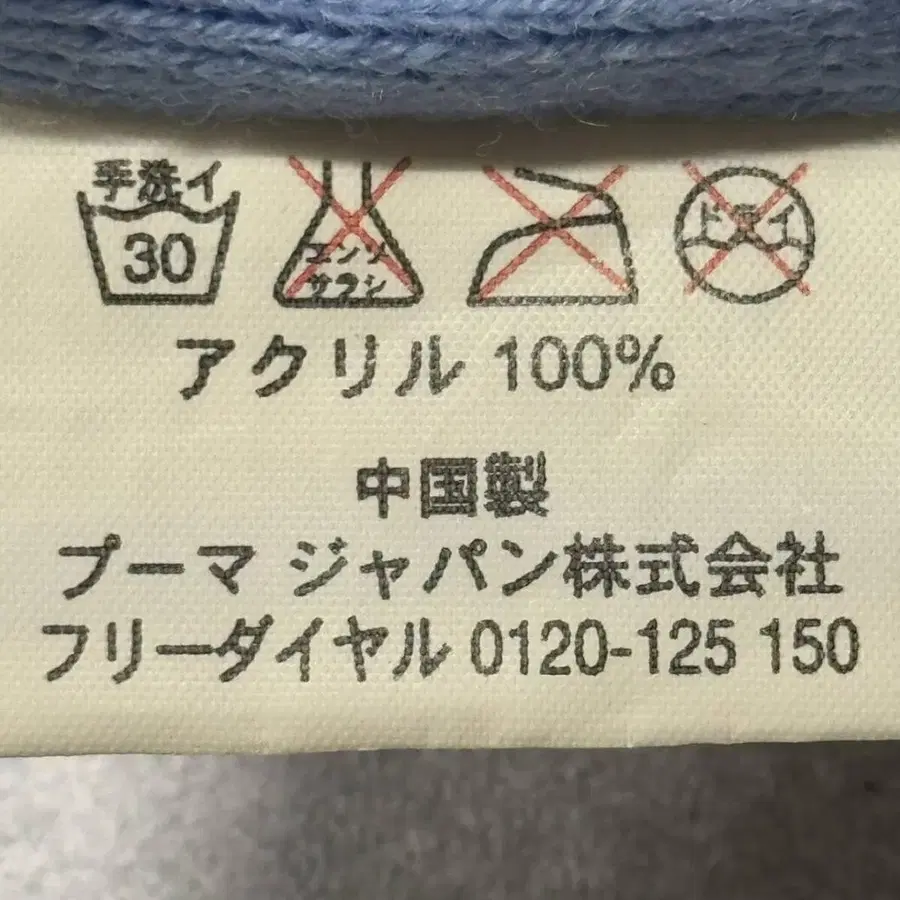 手洗イ
30
エンソ
サラシ
ドライ
アクリル 100%
中国製
プーマ ジャパン株式会社
フリーダイヤル 0120-125 150